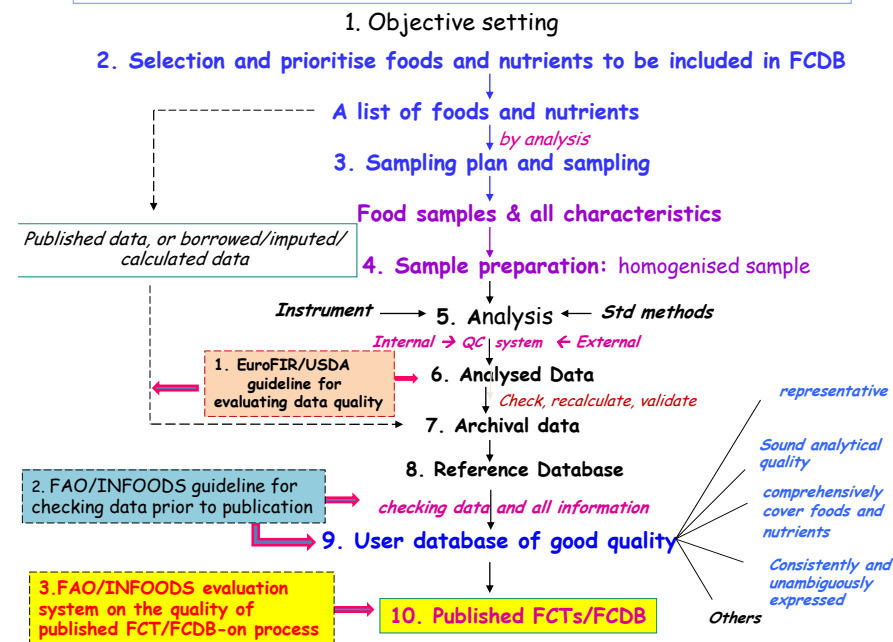 1. Objective setting
2. Selection and prioritise foods and nutrients to be included in FCDB
A list of foods and nutrients
by analysis
3. Sampling plan and sampling
Food samples & all characteristics
Published data, or borrowed/imputed/
calculated data
4. Sample preparation: homogenised sample
Instrument
5. Analysis
Std methods
Internal → QC system ← External
1. EuroFIR/USDA
guideline for
evaluating data quality
6. Analysed Data
Check, recalculate, validate
7. Archival data
8. Reference Database
2. FAO/INFOODS guideline for
checking data prior to publication
checking data and all information
9. User database of good quality
representative
Sound analytical
quality
comprehensively
cover foods and
nutrients
Consistently and
unambiguously
expressed
Others
3.FAO/INFOODS evaluation
system on the quality of
published FCT/FCDB-on process
10. Published FCTs/FCDB